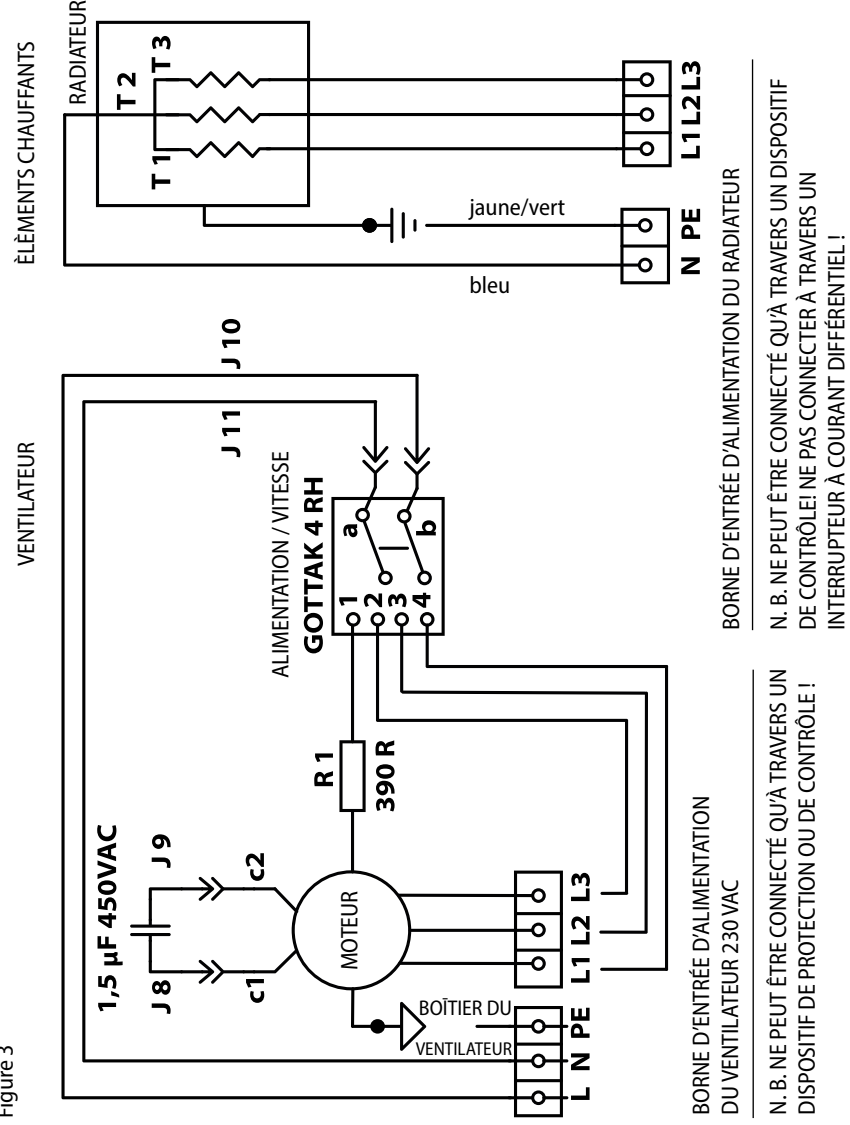 Figure 3
VENTILATEUR
ÈLÈMENTS CHAUFFANTS
RADIATEUR
T 1
T 2
T 3
1,5 µF 450VAC
J 8
J 9
c1
c2
J 11
J 10
MOTEUR
R 1
390 R
ALIMENTATION / VITESSE
GOTTAK 4 RH
1
2
3
4
a
b
BOÎTIER DU
VENTILATEUR
L N PE
L1 L2 L3
bleu
jaune/vert
N PE
L1 L2 L3
BORNE D'ENTRÉE D'ALIMENTATION
DU VENTILATEUR 230 VAC
N. B. NE PEUT ÊTRE CONNECTÉ QU'À TRAVERS UN
DISPOSITIF DE PROTECTION OU DE CONTRÔLE !
BORNE D'ENTRÉE D'ALIMENTATION DU RADIATEUR
N. B. NE PEUT ÊTRE CONNECTÉ QU'À TRAVERS UN DISPOSITIF
DE CONTRÔLE! NE PAS CONNECTER À TRAVERS UN
INTERRUPTEUR À COURANT DIFFÉRENTIEL !